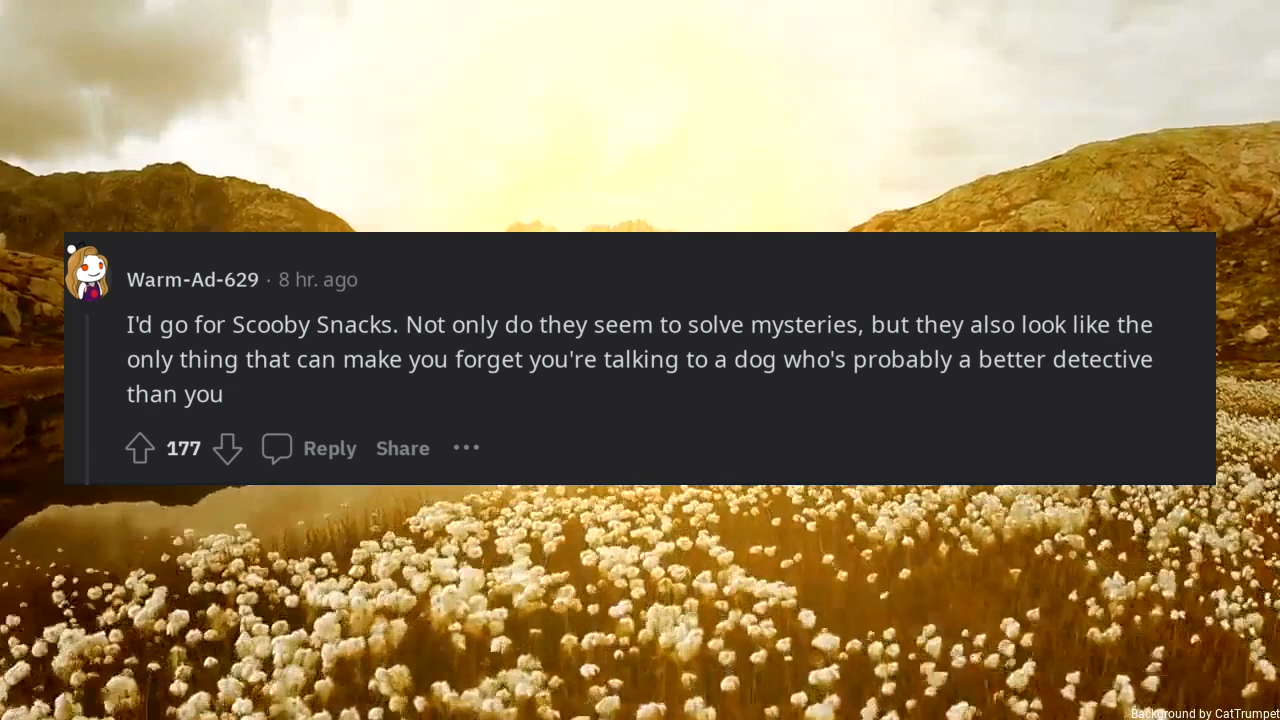 Warm-Ad-629 · 8 hr. ago
I'd go for Scooby Snacks. Not only do they seem to solve mysteries, but they also look like the
only thing that can make you forget you're talking to a dog who's probably a better detective
than you
177 Reply Share ···
Background by CatTrumpet